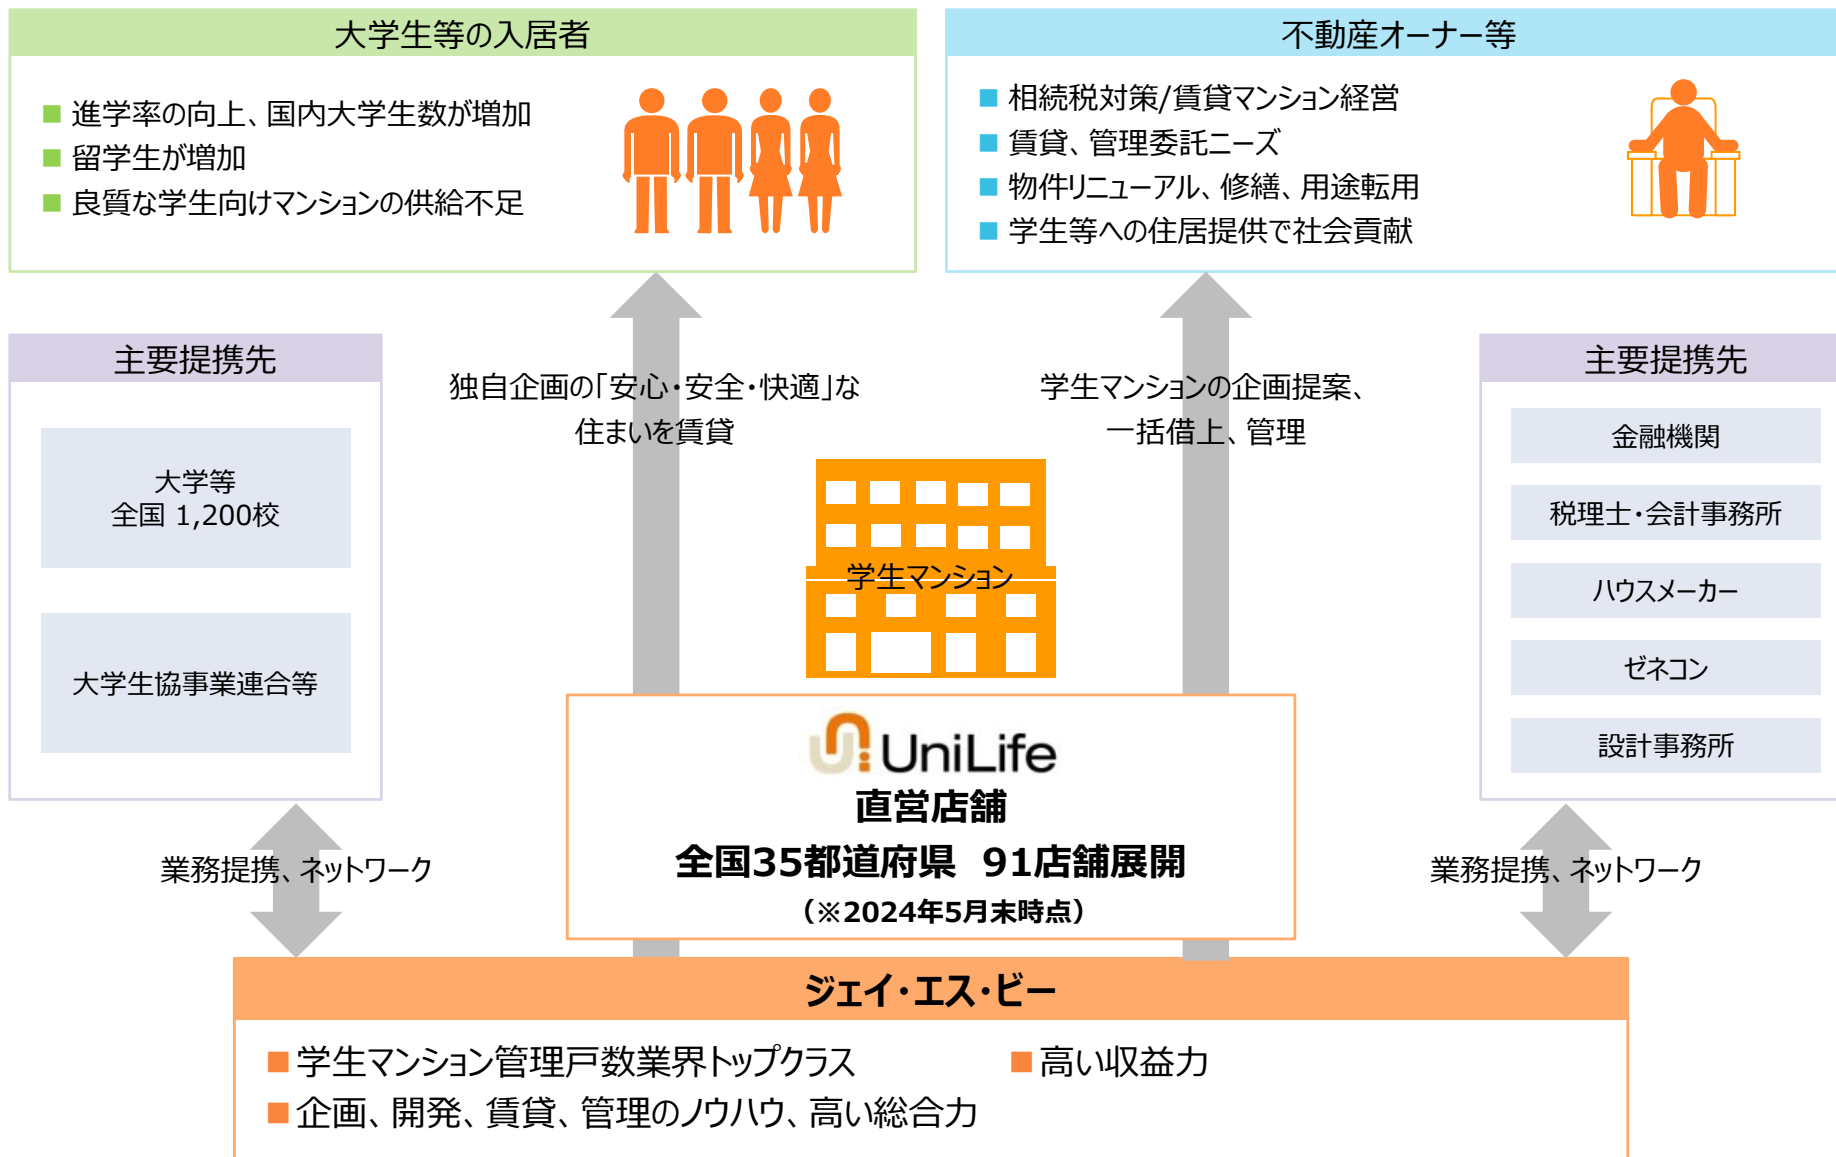 大学生等の入居者
進学率の向上、国内大学生数が増加
留学生が増加
良質な学生向けマンションの供給不足
不動産オーナー等
相続税対策/賃貸マンション経営
賃貸、管理委託ニーズ
物件リニューアル、修繕、用途転用
学生等への住居提供で社会貢献
主要提携先
大学等
全国 1,200校
大学生協事業連合等
独自企画の「安心・安全・快適」な
住まいを賃貸
学生マンションの企画提案、
一括借上、管理
主要提携先
金融機関
税理士・会計事務所
ハウスメーカー
ゼネコン
設計事務所
学生マンション
UniLife
直営店舗
全国35都道府県 91店舗展開
（※2024年5月末時点）
業務提携、ネットワーク
業務提携、ネットワーク
ジェイ・エス・ビー
学生マンション管理戸数業界トップクラス
高い収益力
企画、開発、賃貸、管理のノウハウ、高い総合力